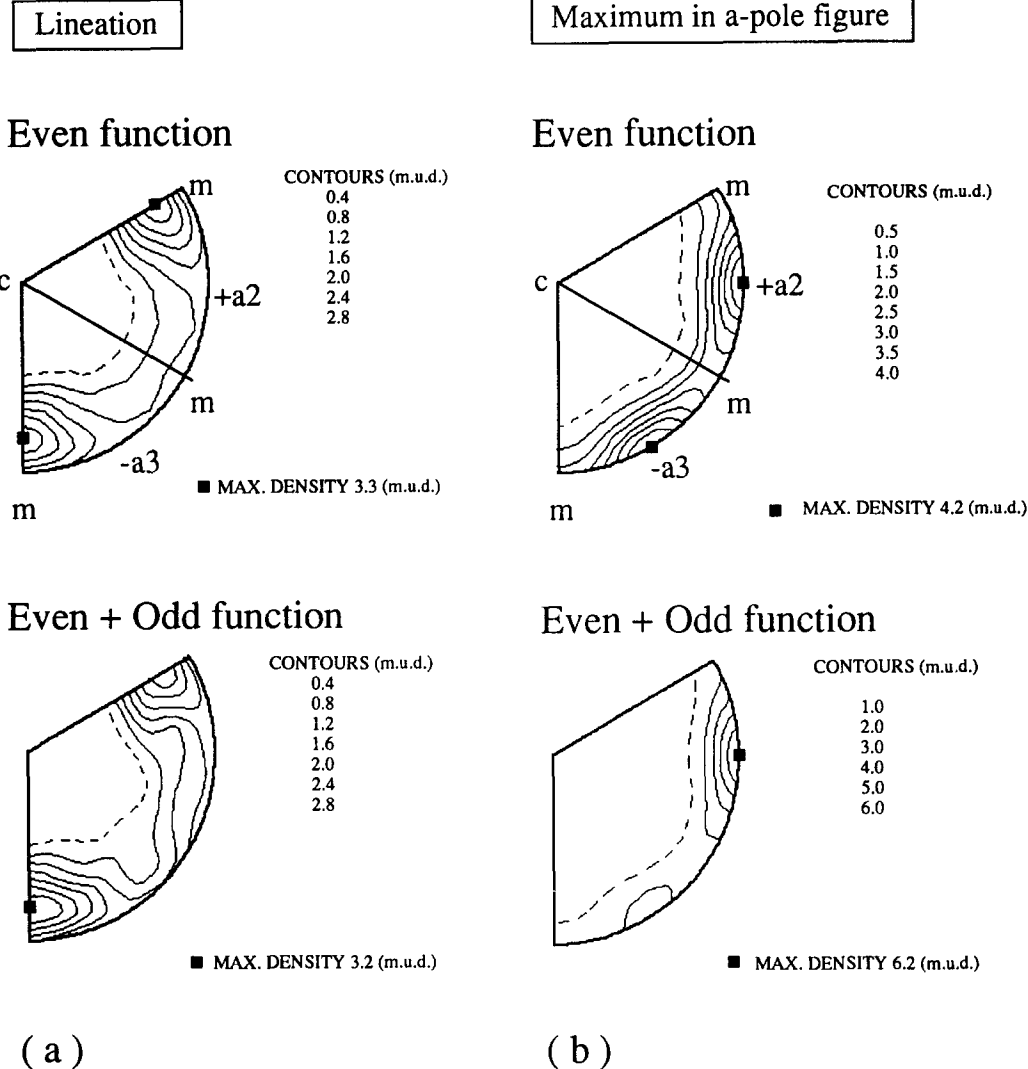 Lineation
Maximum in a-pole figure
Even function
CONTOURS (m.u.d.)
0.4
0.8
1.2
1.6
2.0
2.4
2.8
m
c
+a2
m
-a3
m
■ MAX. DENSITY 3.3 (m.u.d.)
Even function
CONTOURS (m.u.d.)
0.5
1.0
1.5
2.0
2.5
3.0
3.5
4.0
m
c
+a2
m
-a3
m
■ MAX. DENSITY 4.2 (m.u.d.)
Even + Odd function
CONTOURS (m.u.d.)
0.4
0.8
1.2
1.6
2.0
2.4
2.8
■ MAX. DENSITY 3.2 (m.u.d.)
Even + Odd function
CONTOURS (m.u.d.)
1.0
2.0
3.0
4.0
5.0
6.0
■ MAX. DENSITY 6.2 (m.u.d.)
( a )
( b )